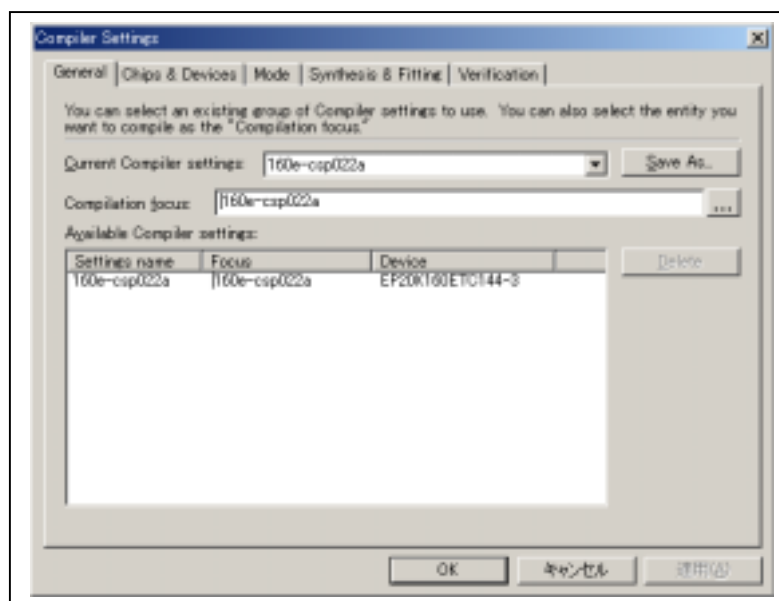 Compiler Settings
General Chips & Devices Mode Synthesis & Fitting Verification
You can select an existing group of Compiler settings to use. You can also select the entity you
want to compile as the "Compilation focus."
Current Compiler settings: 160e-csp022a Save As...
Compilation focus: |160e-csp022a ...
Available Compiler settings:
Settings name Focus Device
160e-csp022a |160e-csp022a EP20K160ETC144-3
Delete
OK キャンセル 適用(A)